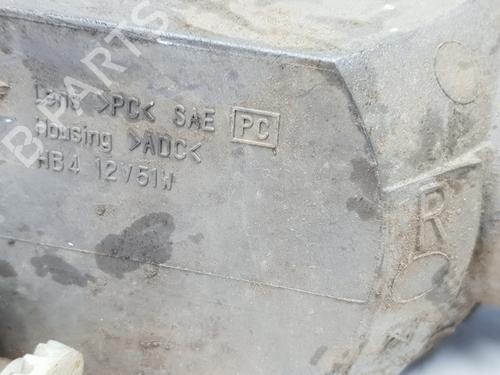 Lens >PC< SAE PC
Housing >ADC<
HB4 12V51W
R
B-PARTS